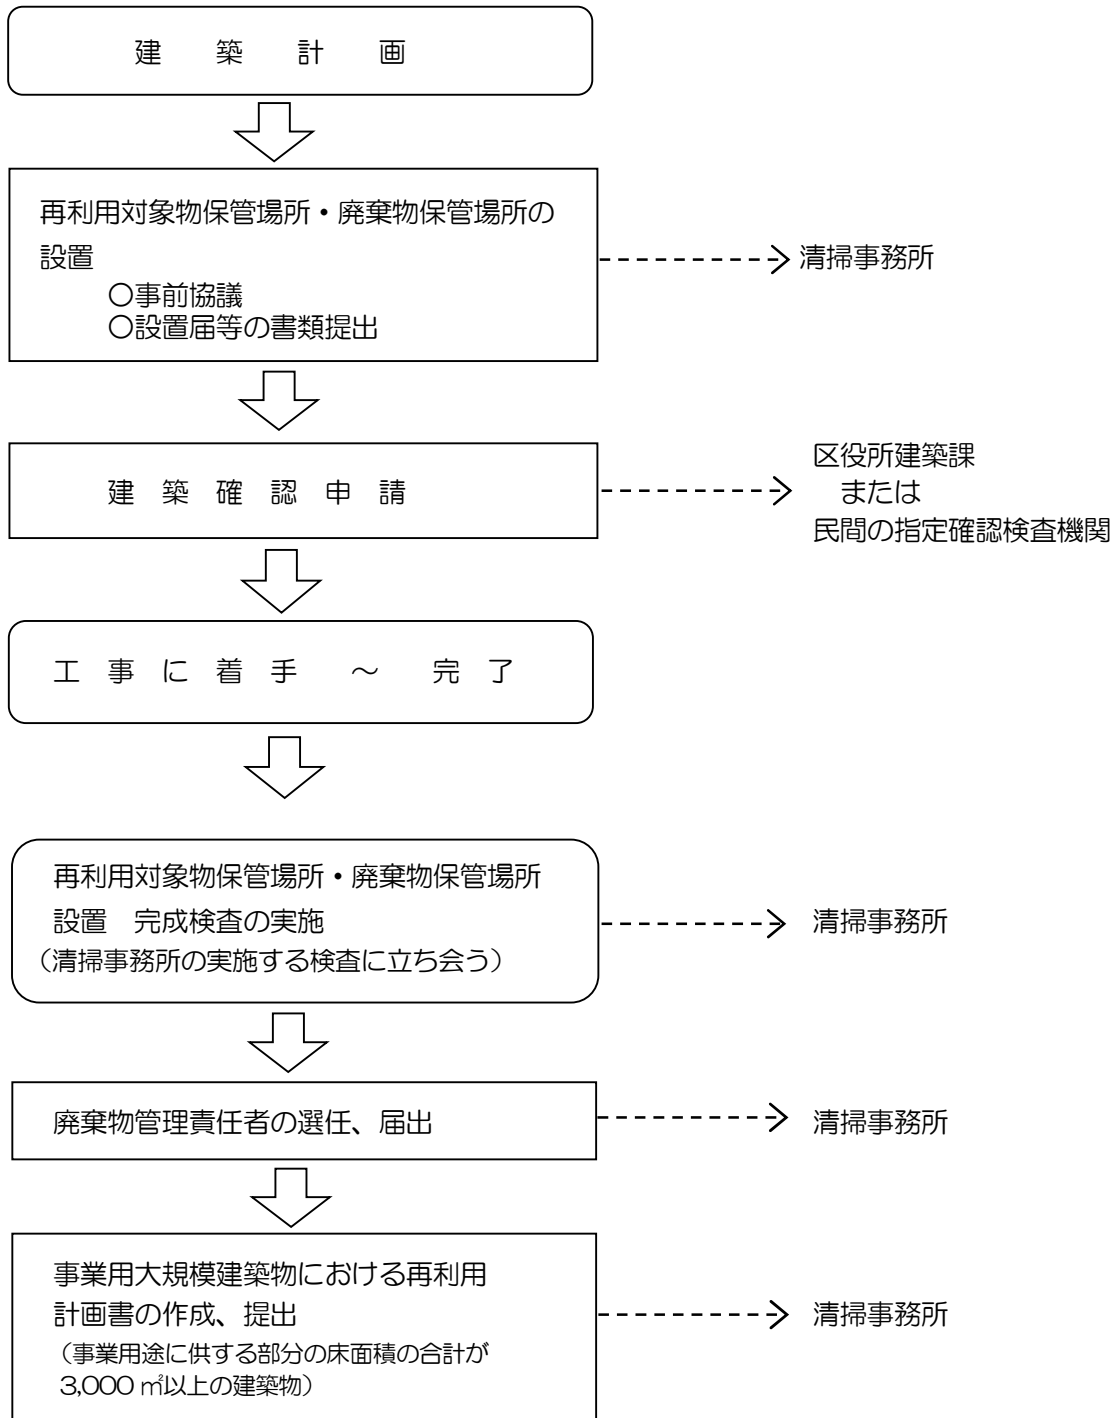 建　築　計　画
再利用対象物保管場所・廃棄物保管場所の
設置
○事前協議
○設置届等の書類提出
清掃事務所
建　築　確　認　申　請
区役所建築課
または
民間の指定確認検査機関
工　事　に　着　手　～　完　了
再利用対象物保管場所・廃棄物保管場所
設置　完成検査の実施
（清掃事務所の実施する検査に立ち会う）
清掃事務所
廃棄物管理責任者の選任、届出
清掃事務所
事業用大規模建築物における再利用
計画書の作成、提出
（事業用途に供する部分の床面積の合計が
3,000 ㎡以上の建築物）
清掃事務所